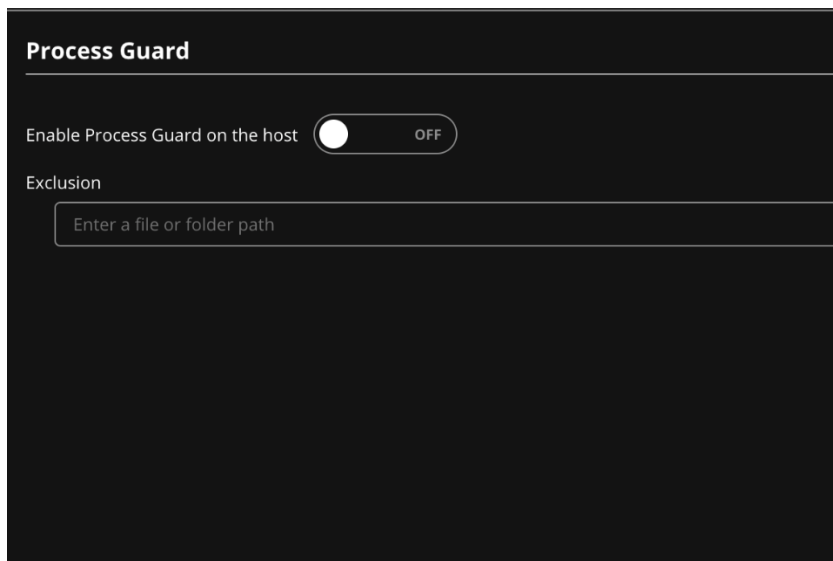 Process Guard
Enable Process Guard on the host OFF
Exclusion
Enter a file or folder path